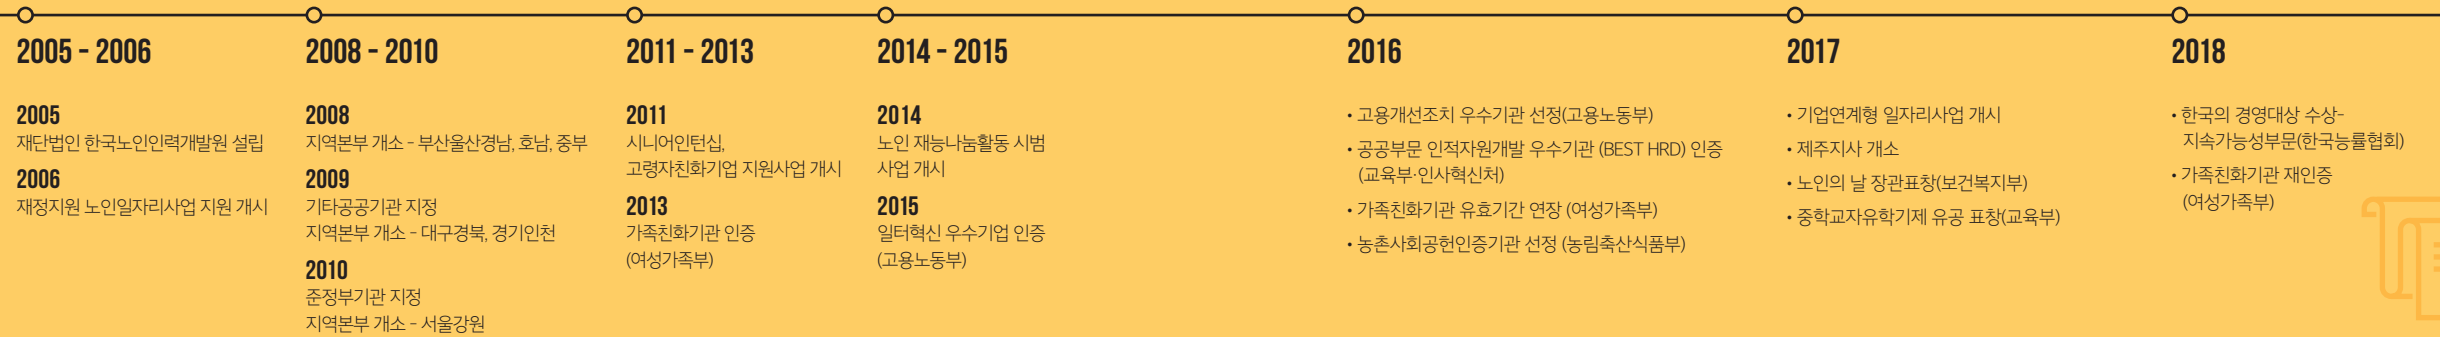 2005 - 2006
2005
재단법인 한국노인인력개발원 설립
2006
재정지원 노인일자리사업 지원 개시
2008 - 2010
2008
지역본부 개소 - 부산울산경남, 호남, 중부
2009
기타공공기관 지정
지역본부 개소 - 대구경북, 경기인천
2010
준정부기관 지정
지역본부 개소 - 서울강원
2011 - 2013
2011
시니어인턴십,
고령자친화기업 지원사업 개시
2013
가족친화기관 인증
(여성가족부)
2014 - 2015
2014
노인 재능나눔활동 시범
사업 개시
2015
일터혁신 우수기업 인증
(고용노동부)
2016
• 고용개선조치 우수기관 선정(고용노동부)
• 공공부문 인적자원개발 우수기관 (BEST HRD) 인증
(교육부·인사혁신처)
• 가족친화기관 유효기간 연장 (여성가족부)
• 농촌사회공헌인증기관 선정 (농림축산식품부)
2017
• 기업연계형 일자리사업 개시
• 제주지사 개소
• 노인의 날 장관표창(보건복지부)
• 중학교자유학기제 유공 표창(교육부)
2018
• 한국의 경영대상 수상-
지속가능성부문(한국능률협회)
• 가족친화기관 재인증
(여성가족부)